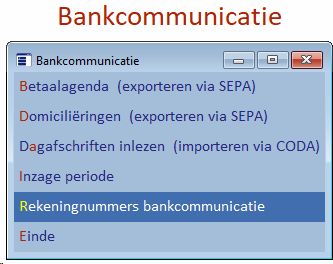 Bankcommunicatie
Bankcommunicatie
Betaalagenda (exporteren via SEPA)
Domiciliëringen (exporteren via SEPA)
Dagafschriften inlezen (importeren via CODA)
Inzage periode
Rekeningnummers bankcommunicatie
Einde